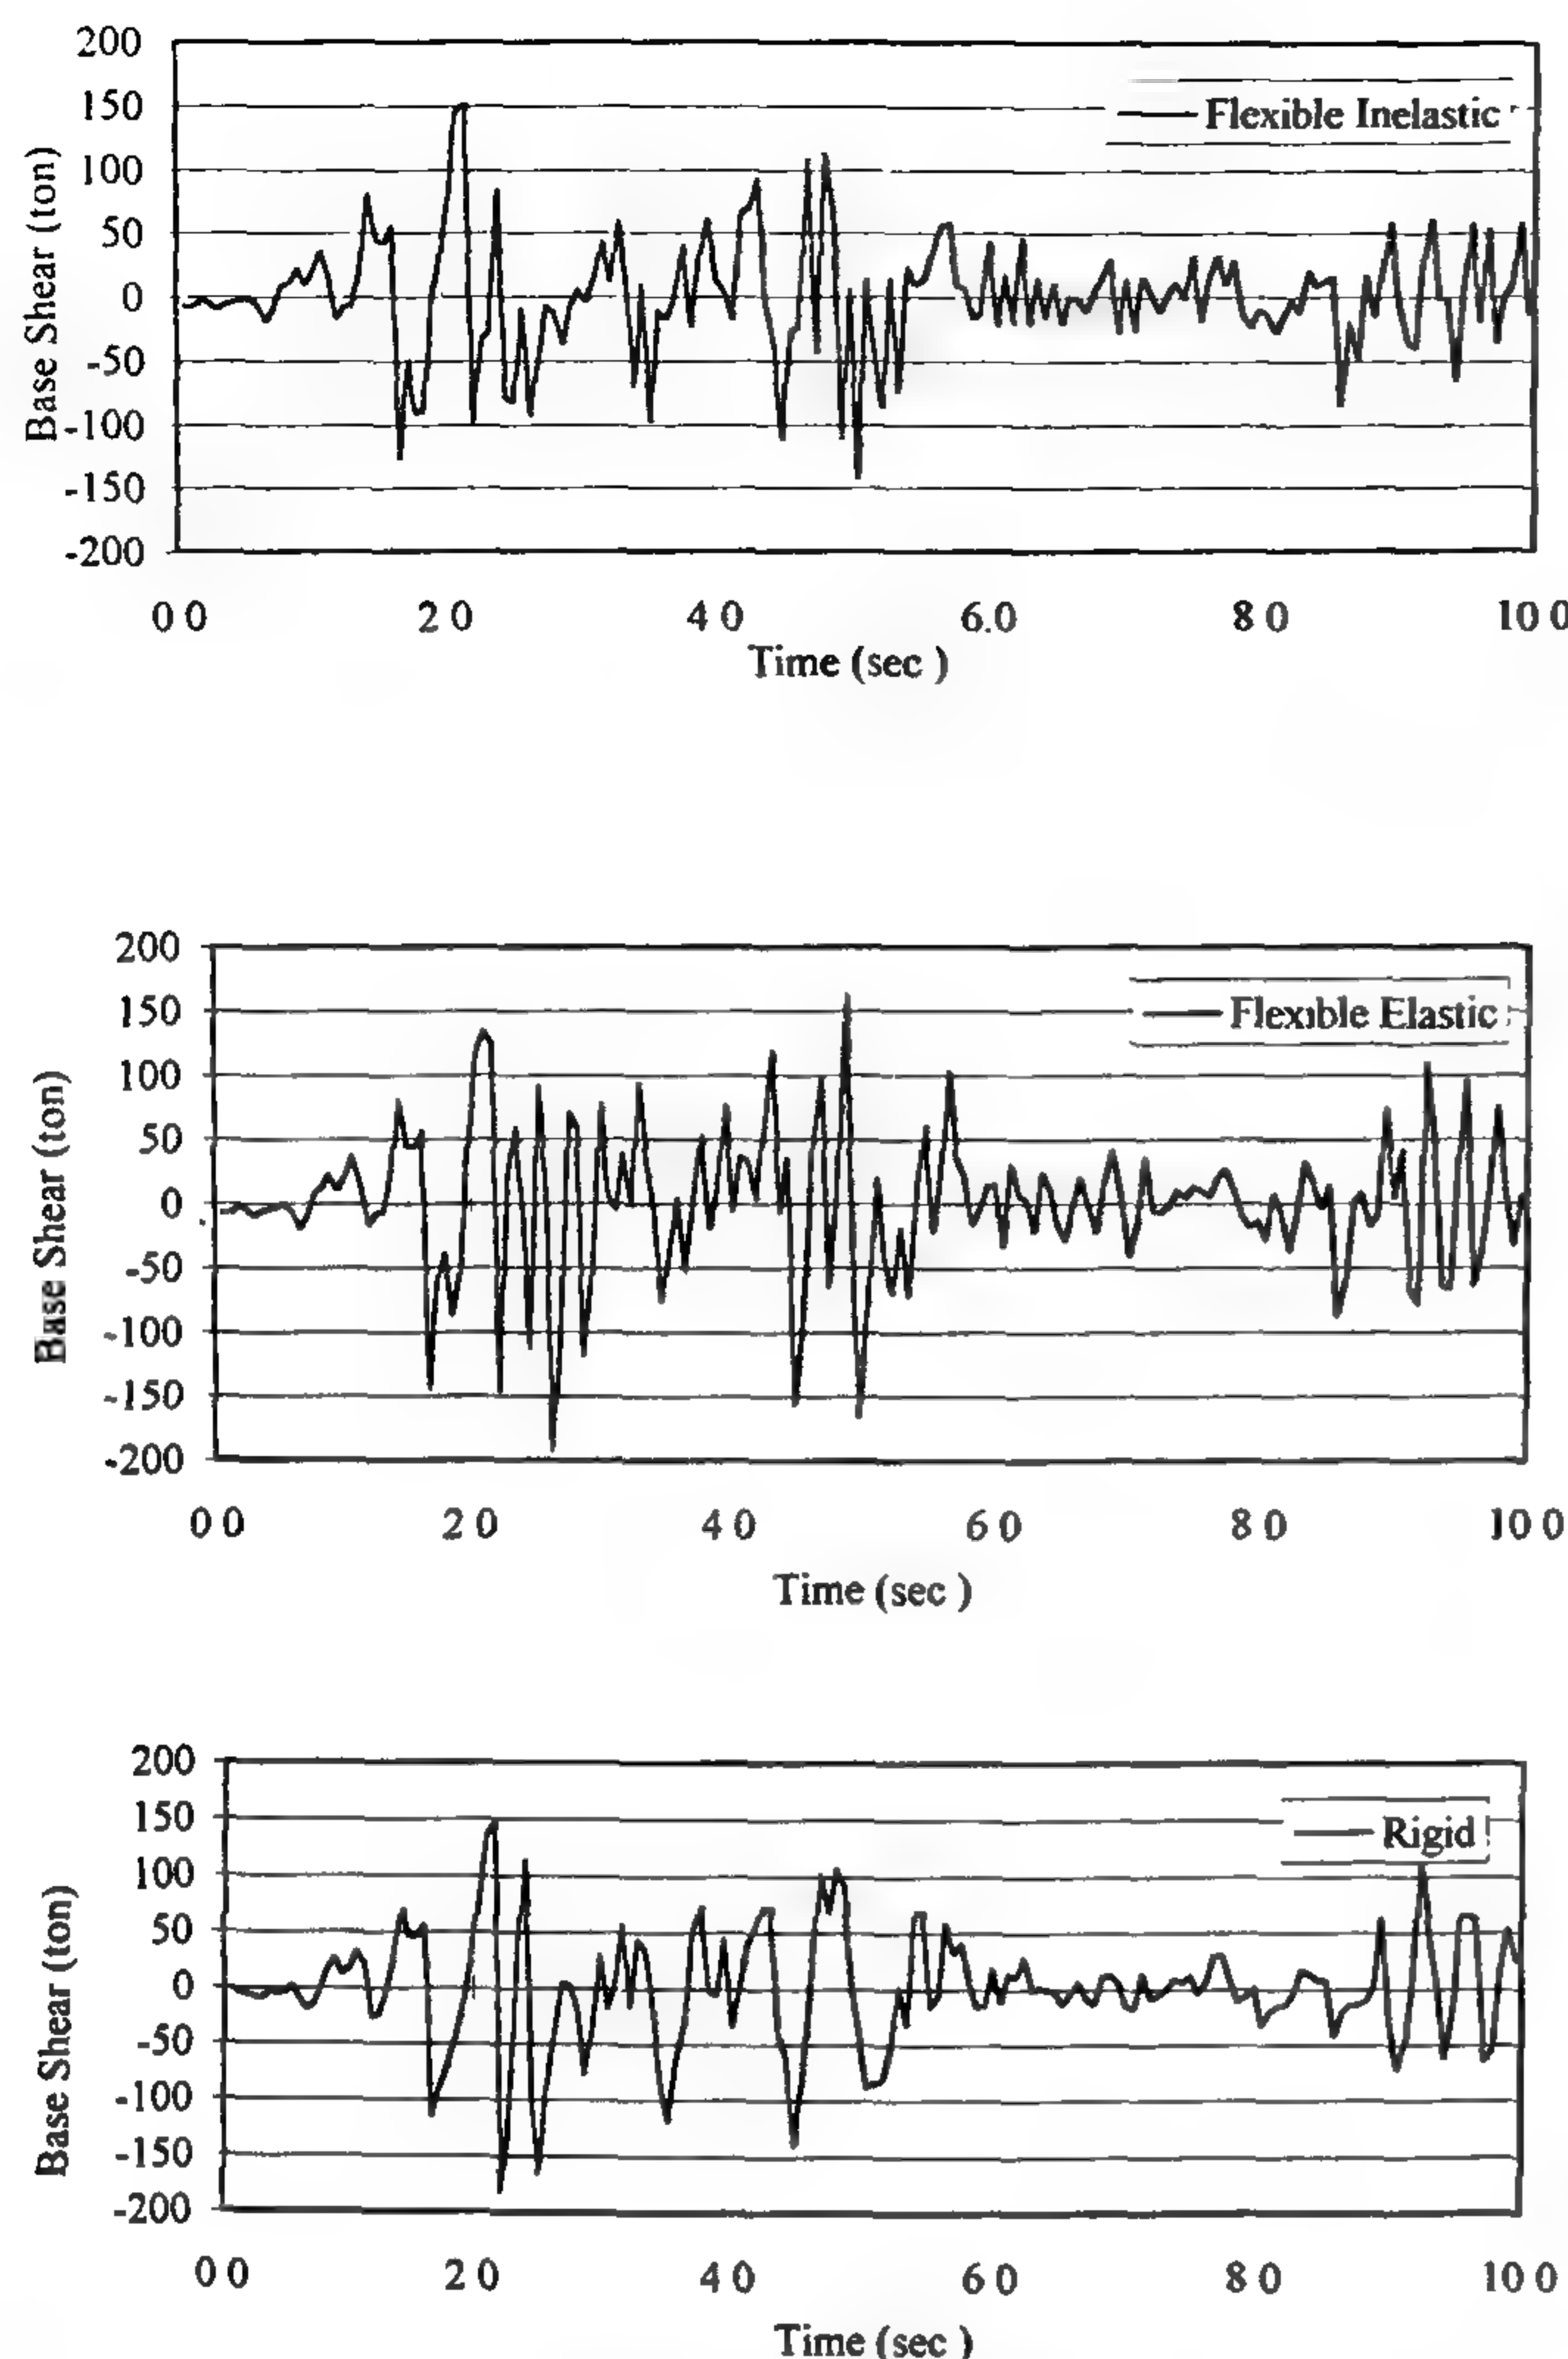 200
150
100
50
0
-50
-100
-150
-200
Base Shear (ton)
Flexible Inelastic
0 0 2 0 4 0 6.0 8 0 10 0
Time (sec )
200
150
100
50
0
-50
-100
-150
-200
Base Shear (ton)
Flexible Elastic
0 0 2 0 4 0 6 0 8 0 10 0
Time (sec )
200
150
100
50
0
-50
-100
-150
-200
Base Shear (ton)
Rigid
0 0 2 0 4 0 6 0 8 0 10 0
Time (sec )